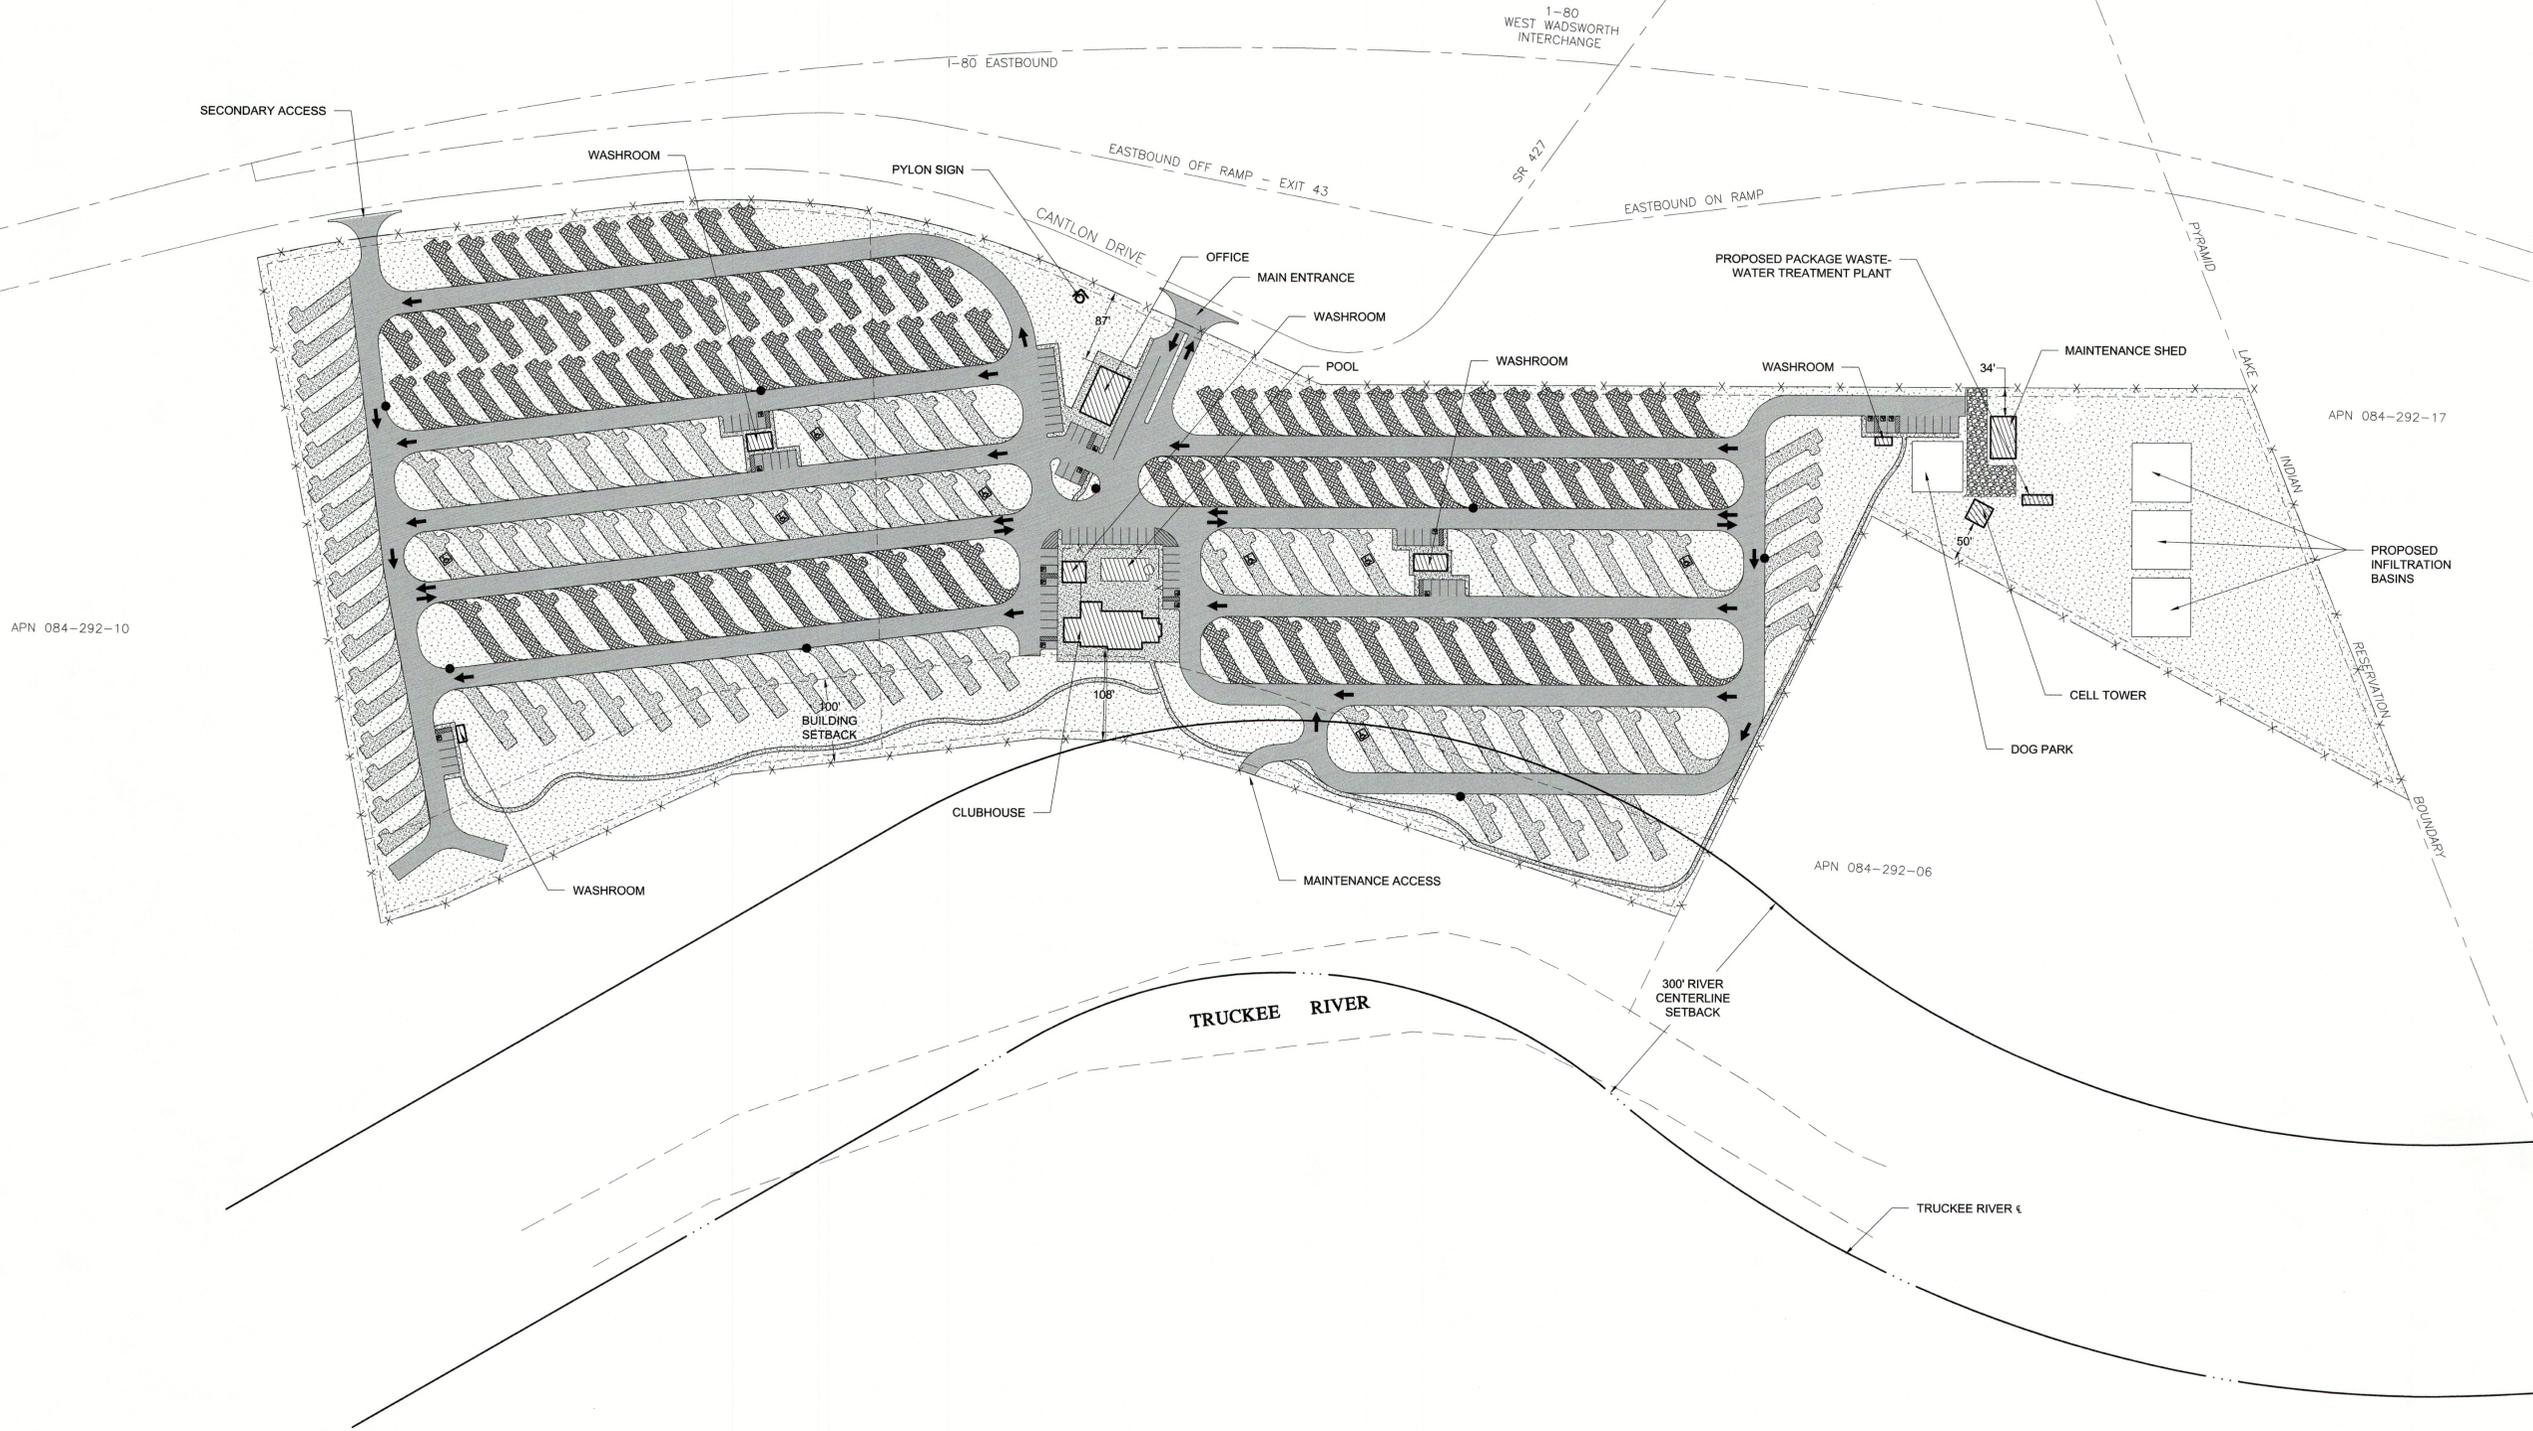 1-80
WEST WADSWORTH
INTERCHANGE
I-80 EASTBOUND
SECONDARY ACCESS
WASHROOM
PYLON SIGN
EASTBOUND OFF RAMP - EXIT 43
SR 427
EASTBOUND ON RAMP
CANTLON DRIVE
OFFICE
MAIN ENTRANCE
PROPOSED PACKAGE WASTE-
WATER TREATMENT PLANT
PYRAMID
LAKE
INDIAN
RESERVATION
BOUNDARY
87'
WASHROOM
POOL
WASHROOM
WASHROOM
34'
MAINTENANCE SHED
APN 084-292-17
50'
PROPOSED
INFILTRATION
BASINS
APN 084-292-10
100'
BUILDING
SETBACK
108'
CELL TOWER
DOG PARK
CLUBHOUSE
WASHROOM
MAINTENANCE ACCESS
APN 084-292-06
300' RIVER
CENTERLINE
SETBACK
TRUCKEE RIVER
TRUCKEE RIVER ℄